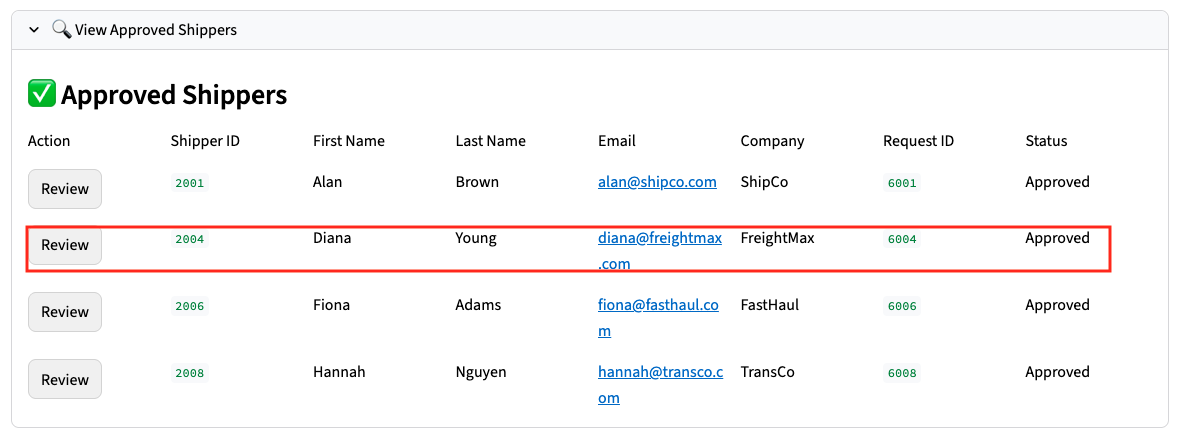 View Approved Shippers
Approved Shippers
Action Shipper ID First Name Last Name Email Company Request ID Status
Review 2001 Alan Brown alan@shipco.com ShipCo 6001 Approved
Review 2004 Diana Young diana@freightmax FreightMax 6004 Approved
.com
Review 2006 Fiona Adams fiona@fasthaul.co FastHaul 6006 Approved
m
Review 2008 Hannah Nguyen hannah@transco.c TransCo 6008 Approved
om